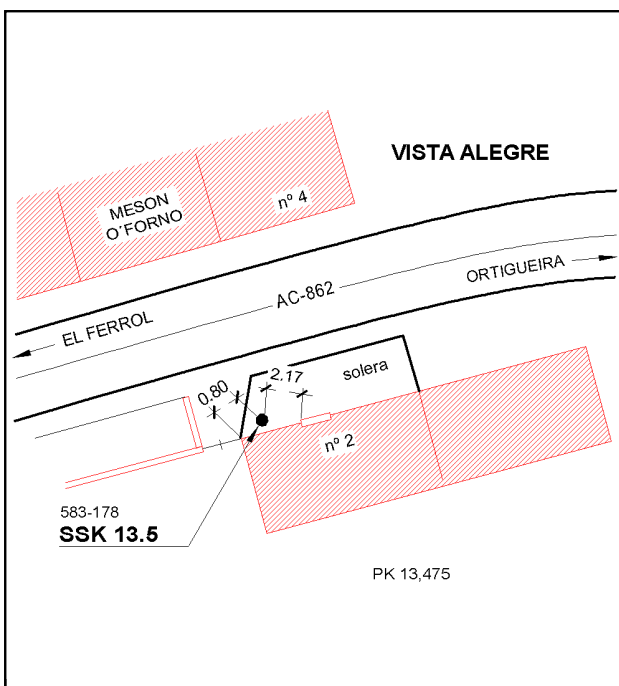 VISTA ALEGRE
MESON
O´FORNO
nº 4
AC-862
ORTIGUEIRA
EL FERROL
0.80
2.17
solera
nº 2
583-178
SSK 13.5
PK 13,475